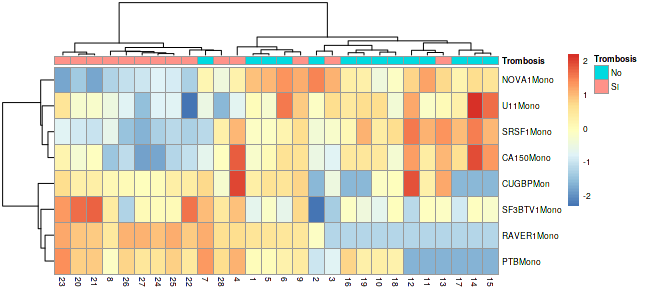 Trombosis
NOVA1Mono
U11Mono
SRSF1Mono
CA150Mono
CUGBPMon
SF3BTV1Mono
RAVER1Mono
PTBMono
23 20 21 8 26 27 24 25 22 7 28 4 1 5 6 9 2 3 16 19 10 18 12 11 13 17 14 15
2
1
0
-1
-2
Trombosis
No
SI